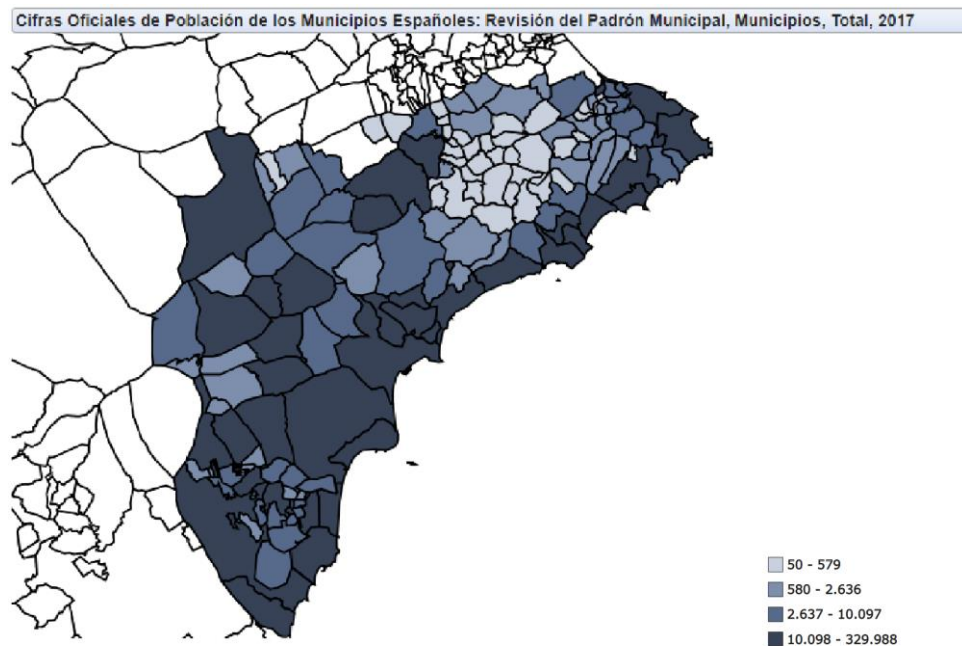 Cifras Oficiales de Población de los Municipios Españoles: Revisión del Padrón Municipal, Municipios, Total, 2017
50 - 579
580 - 2.636
2.637 - 10.097
10.098 - 329.988